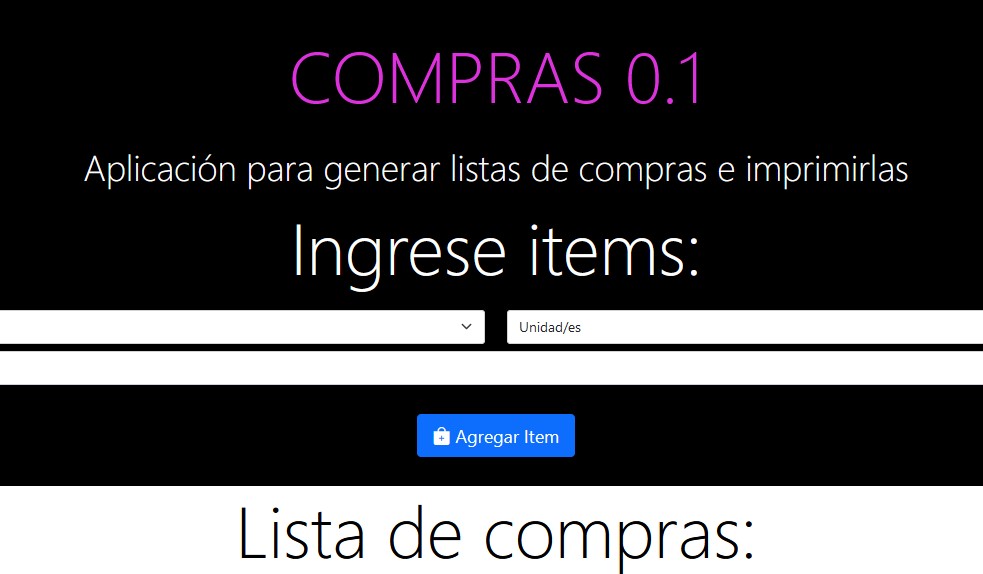 COMPRAS 0.1
Aplicación para generar listas de compras e imprimirlas
Ingrese items:
Unidad/es
Agregar Item
Lista de compras: